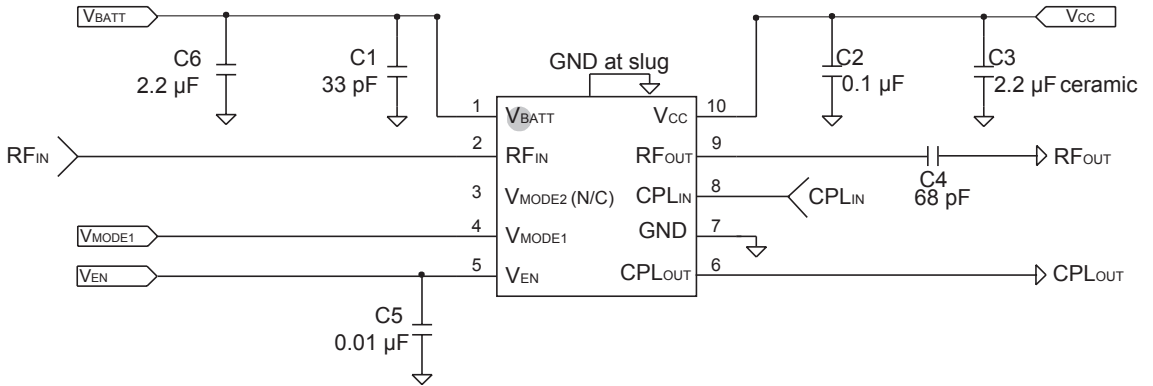 VBATT
VCC
C6
2.2 µF
C1
33 pF
GND at slug
C2
0.1 µF
C3
2.2 µF ceramic
1
VBATT
VCC
10
RFIN
2
RFIN
RFOUT
9
C4
68 pF
RFOUT
3
VMODE2 (N/C)
CPLIN
8
CPLIN
VMODE1
4
VMODE1
GND
7
VEN
5
VEN
CPLOUT
6
CPLOUT
C5
0.01 µF